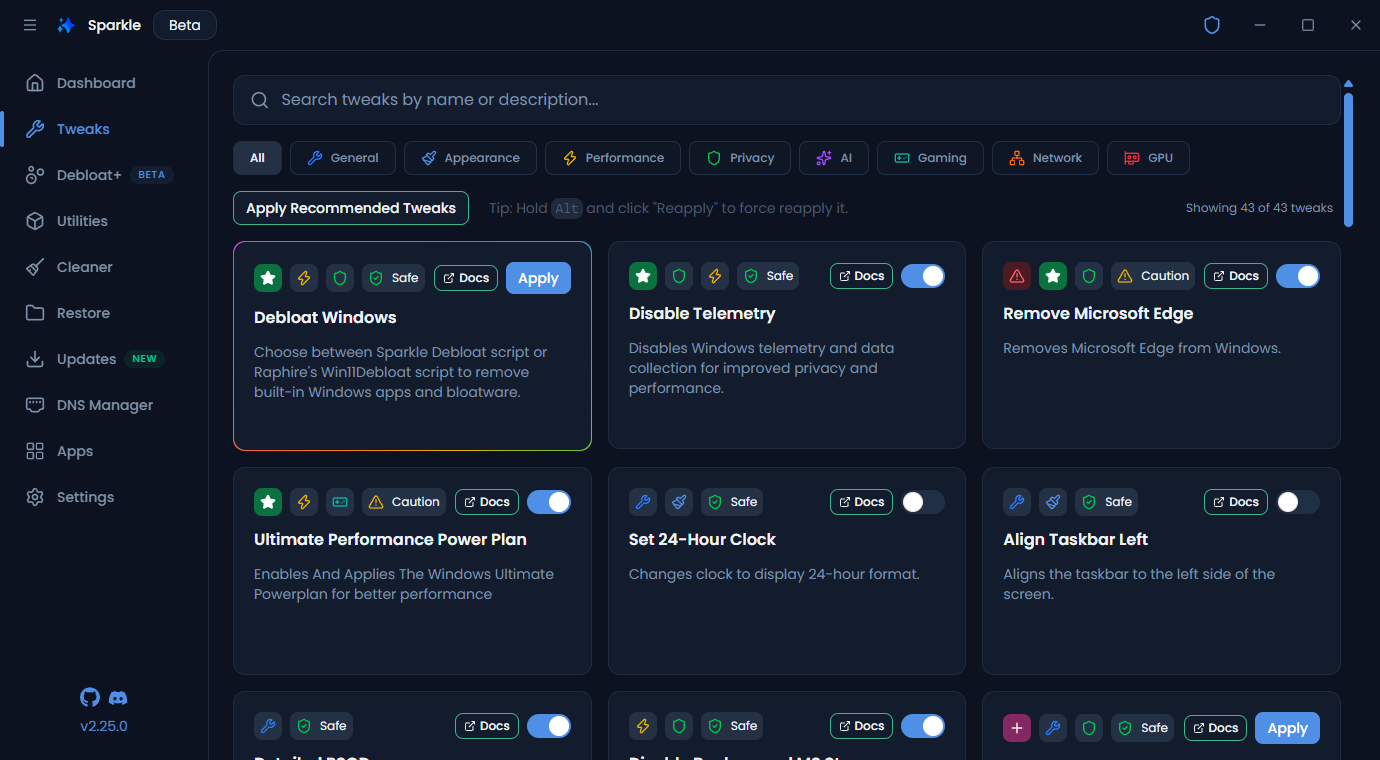 Sparkle Beta
Dashboard
Tweaks
Debloat+ BETA
Utilities
Cleaner
Restore
Updates NEW
DNS Manager
Apps
Settings
v2.25.0
Search tweaks by name or description...
All General Appearance Performance Privacy AI Gaming Network GPU
Apply Recommended Tweaks Tip: Hold Alt and click "Reapply" to force reapply it. Showing 43 of 43 tweaks
Safe Docs Apply
Debloat Windows
Choose between Sparkle Debloat script or
Raphire's Win11Debloat script to remove
built-in Windows apps and bloatware.
Safe Docs
Disable Telemetry
Disables Windows telemetry and data
collection for improved privacy and
performance.
Caution Docs
Remove Microsoft Edge
Removes Microsoft Edge from Windows.
Caution Docs
Ultimate Performance Power Plan
Enables And Applies The Windows Ultimate
Powerplan for better performance
Safe Docs
Set 24-Hour Clock
Changes clock to display 24-hour format.
Safe Docs
Align Taskbar Left
Aligns the taskbar to the left side of the
screen.
Safe Docs
Safe Docs
Safe Docs Apply